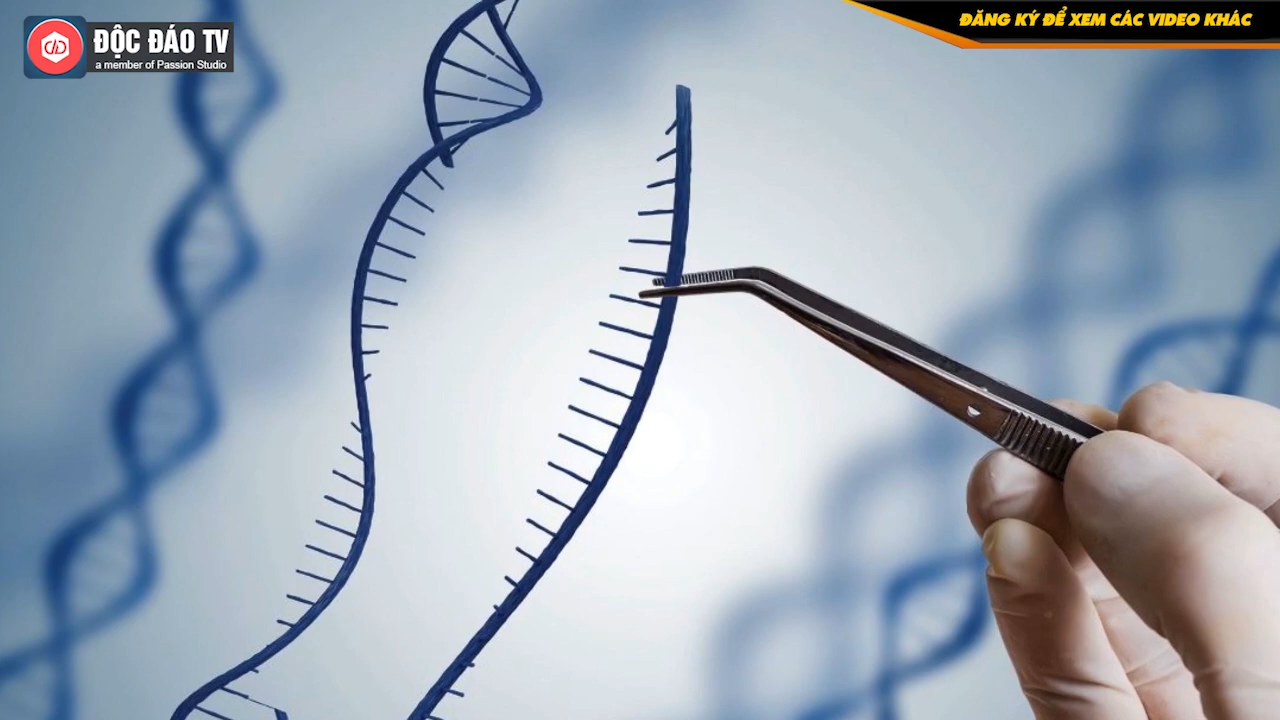 ĐỘC ĐÁO TV
a member of Passion Studio
ĐĂNG KÝ ĐỂ XEM CÁC VIDEO KHÁC